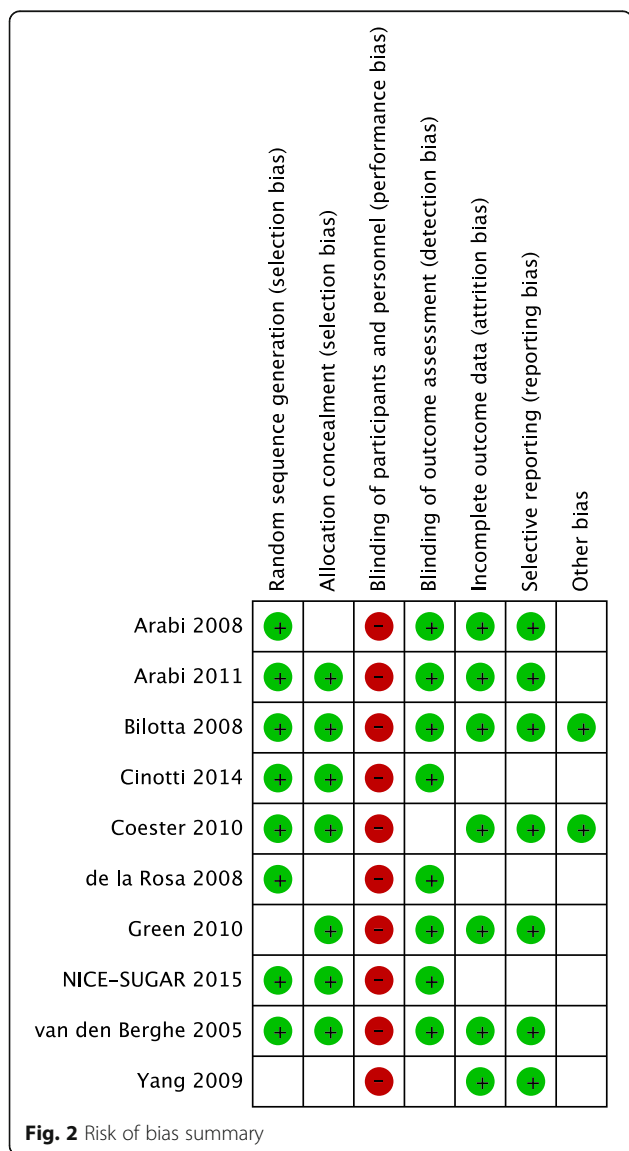 Random sequence generation (selection bias)
Allocation concealment (selection bias)
Blinding of participants and personnel (performance bias)
Blinding of outcome assessment (detection bias)
Incomplete outcome data (attrition bias)
Selective reporting (reporting bias)
Other bias
Arabi 2008 + - + + +
Arabi 2011 + + - + + +
Bilotta 2008 + + - + + + +
Cinotti 2014 + + - +
Coester 2010 + + - + + +
de la Rosa 2008 + - +
Green 2010 + - + + +
NICE-SUGAR 2015 + + - +
van den Berghe 2005 + + - + + +
Yang 2009 - + +
Fig. 2 Risk of bias summary